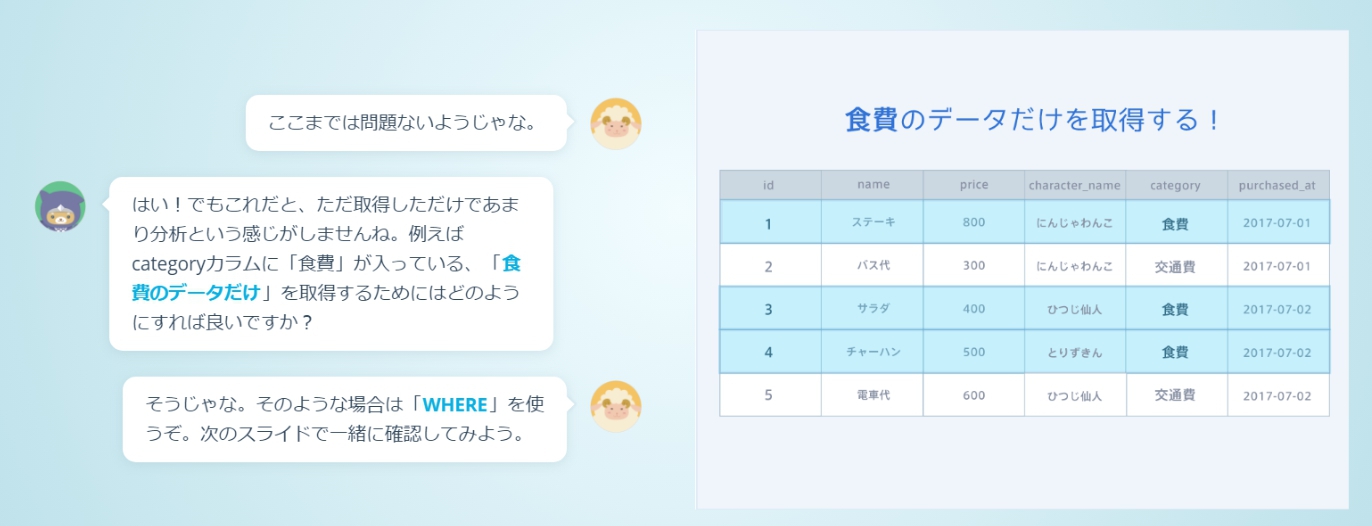 ここまでは問題ないようじゃな。
はい！でもこれだと、ただ取得しただけであま
り分析という感じがしませんね。例えば
categoryカラムに「食費」が入っている、「食
費のデータだけ」を取得するためにはどのよう
にすれば良いですか？
そうじゃな。そのような場合は「WHERE」を使
うぞ。次のスライドで一緒に確認してみよう。
食費のデータだけを取得する！
id name price character_name category purchased_at
1 ステーキ 800 にんじゃわんこ 食費 2017-07-01
2 バス代 300 にんじゃわんこ 交通費 2017-07-01
3 サラダ 400 ひつじ仙人 食費 2017-07-02
4 チャーハン 500 とりずきん 食費 2017-07-02
5 電車代 600 ひつじ仙人 交通費 2017-07-02